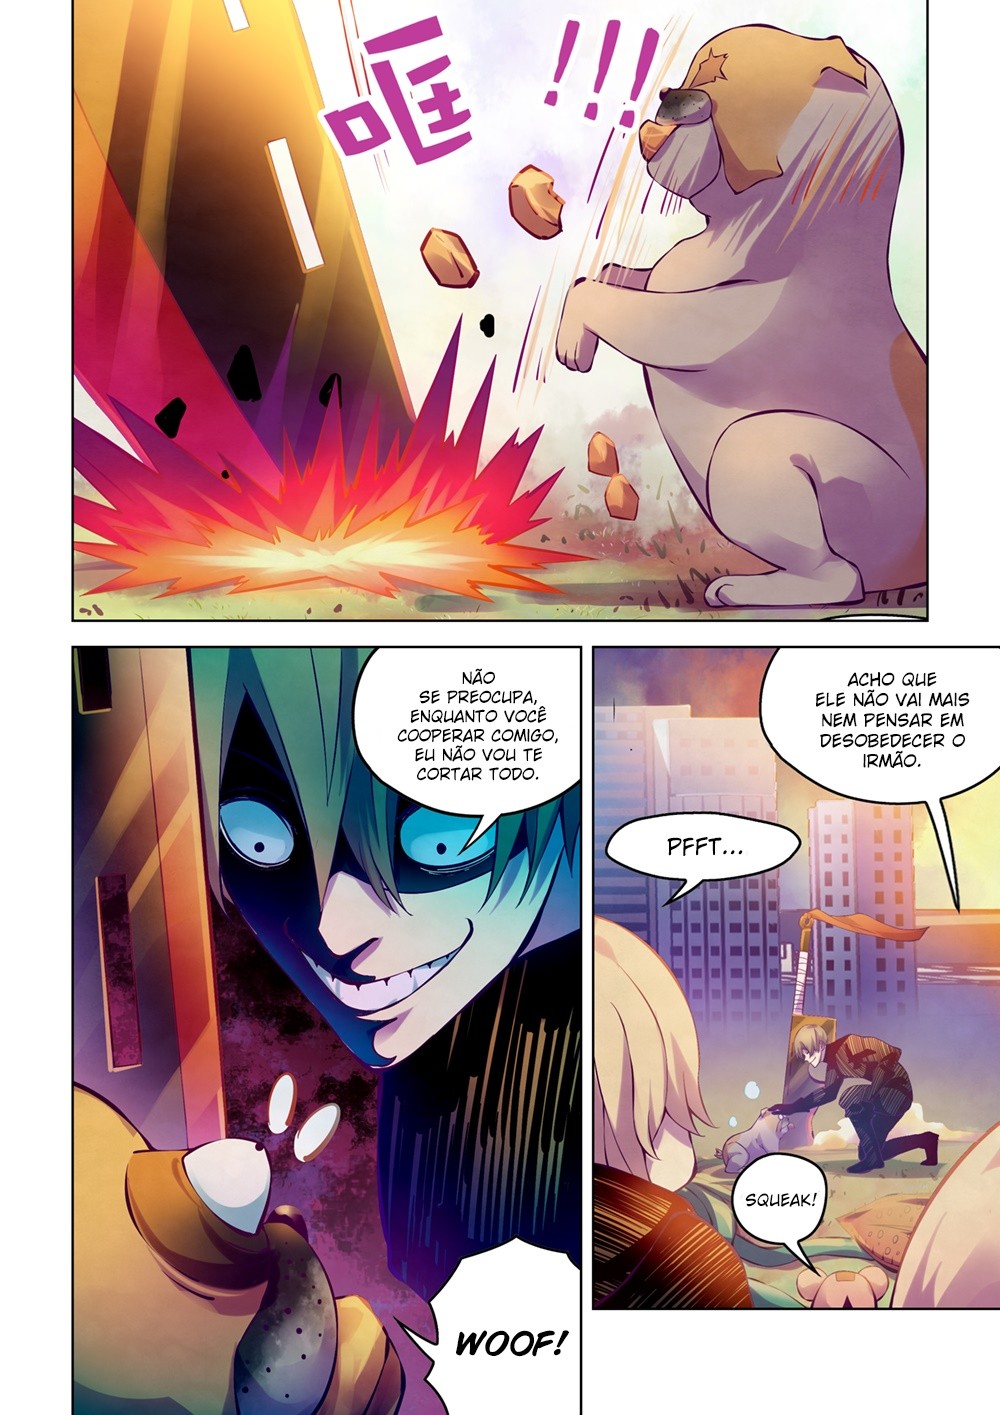 哐!!!
NÃO
SE PREOCUPA,
ENQUANTO VOCÊ
COOPERAR COMIGO,
EU NÃO VOU TE
CORTAR TODO.
WOOF!
ACHO QUE
ELE NÃO VAI MAIS
NEM PENSAR EM
DESOBEDECER O
IRMÃO.
PFFT...
SQUEAK!